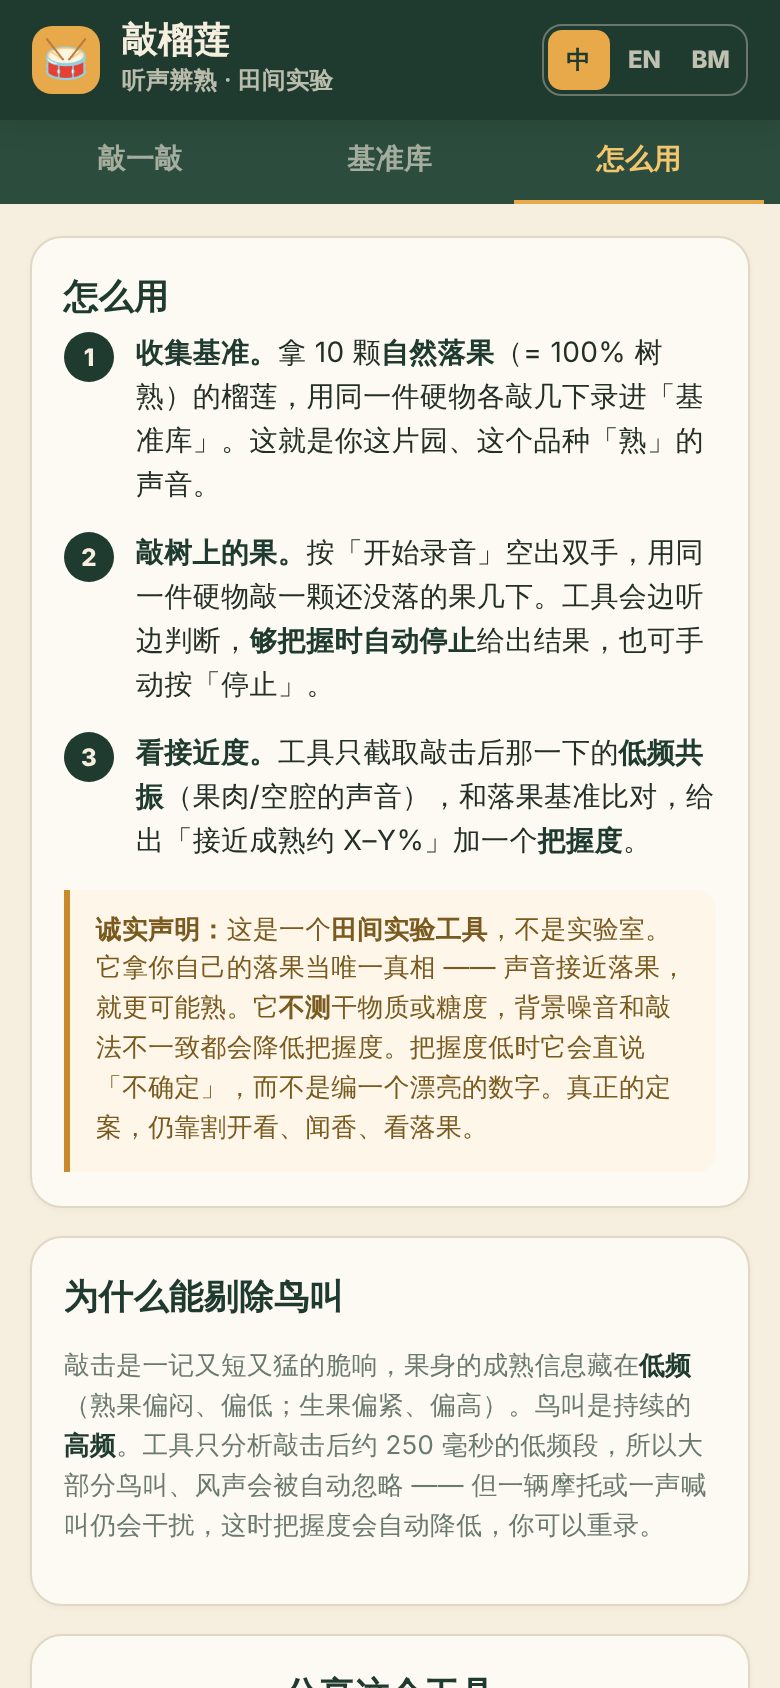 敲榴莲
听声辨熟 · 田间实验
中 EN BM
敲一敲 基准库 怎么用
怎么用
1 收集基准。拿 10 颗自然落果（= 100% 树
熟）的榴莲，用同一件硬物各敲几下录进「基
准库」。这就是你这片园、这个品种「熟」的
声音。
2 敲树上的果。按「开始录音」空出双手，用同
一件硬物敲一颗还没落的果几下。工具会边听
边判断，够把握时自动停止给出结果，也可手
动按「停止」。
3 看接近度。工具只截取敲击后那一下的低频共
振（果肉/空腔的声音），和落果基准比对，给
出「接近成熟约 X–Y%」加一个把握度。
诚实声明：这是一个田间实验工具，不是实验室。
它拿你自己的落果当唯一真相 —— 声音接近落果，
就更可能熟。它不测干物质或糖度，背景噪音和敲
法不一致都会降低把握度。把握度低时它会直说
「不确定」，而不是编一个漂亮的数字。真正的定
案，仍靠割开看、闻香、看落果。
为什么能剔除鸟叫
敲击是一记又短又猛的脆响，果身的成熟信息藏在低频
（熟果偏闷、偏低；生果偏紧、偏高）。鸟叫是持续的
高频。工具只分析敲击后约 250 毫秒的低频段，所以大
部分鸟叫、风声会被自动忽略 —— 但一辆摩托或一声喊
叫仍会干扰，这时把握度会自动降低，你可以重录。
分享这个工具